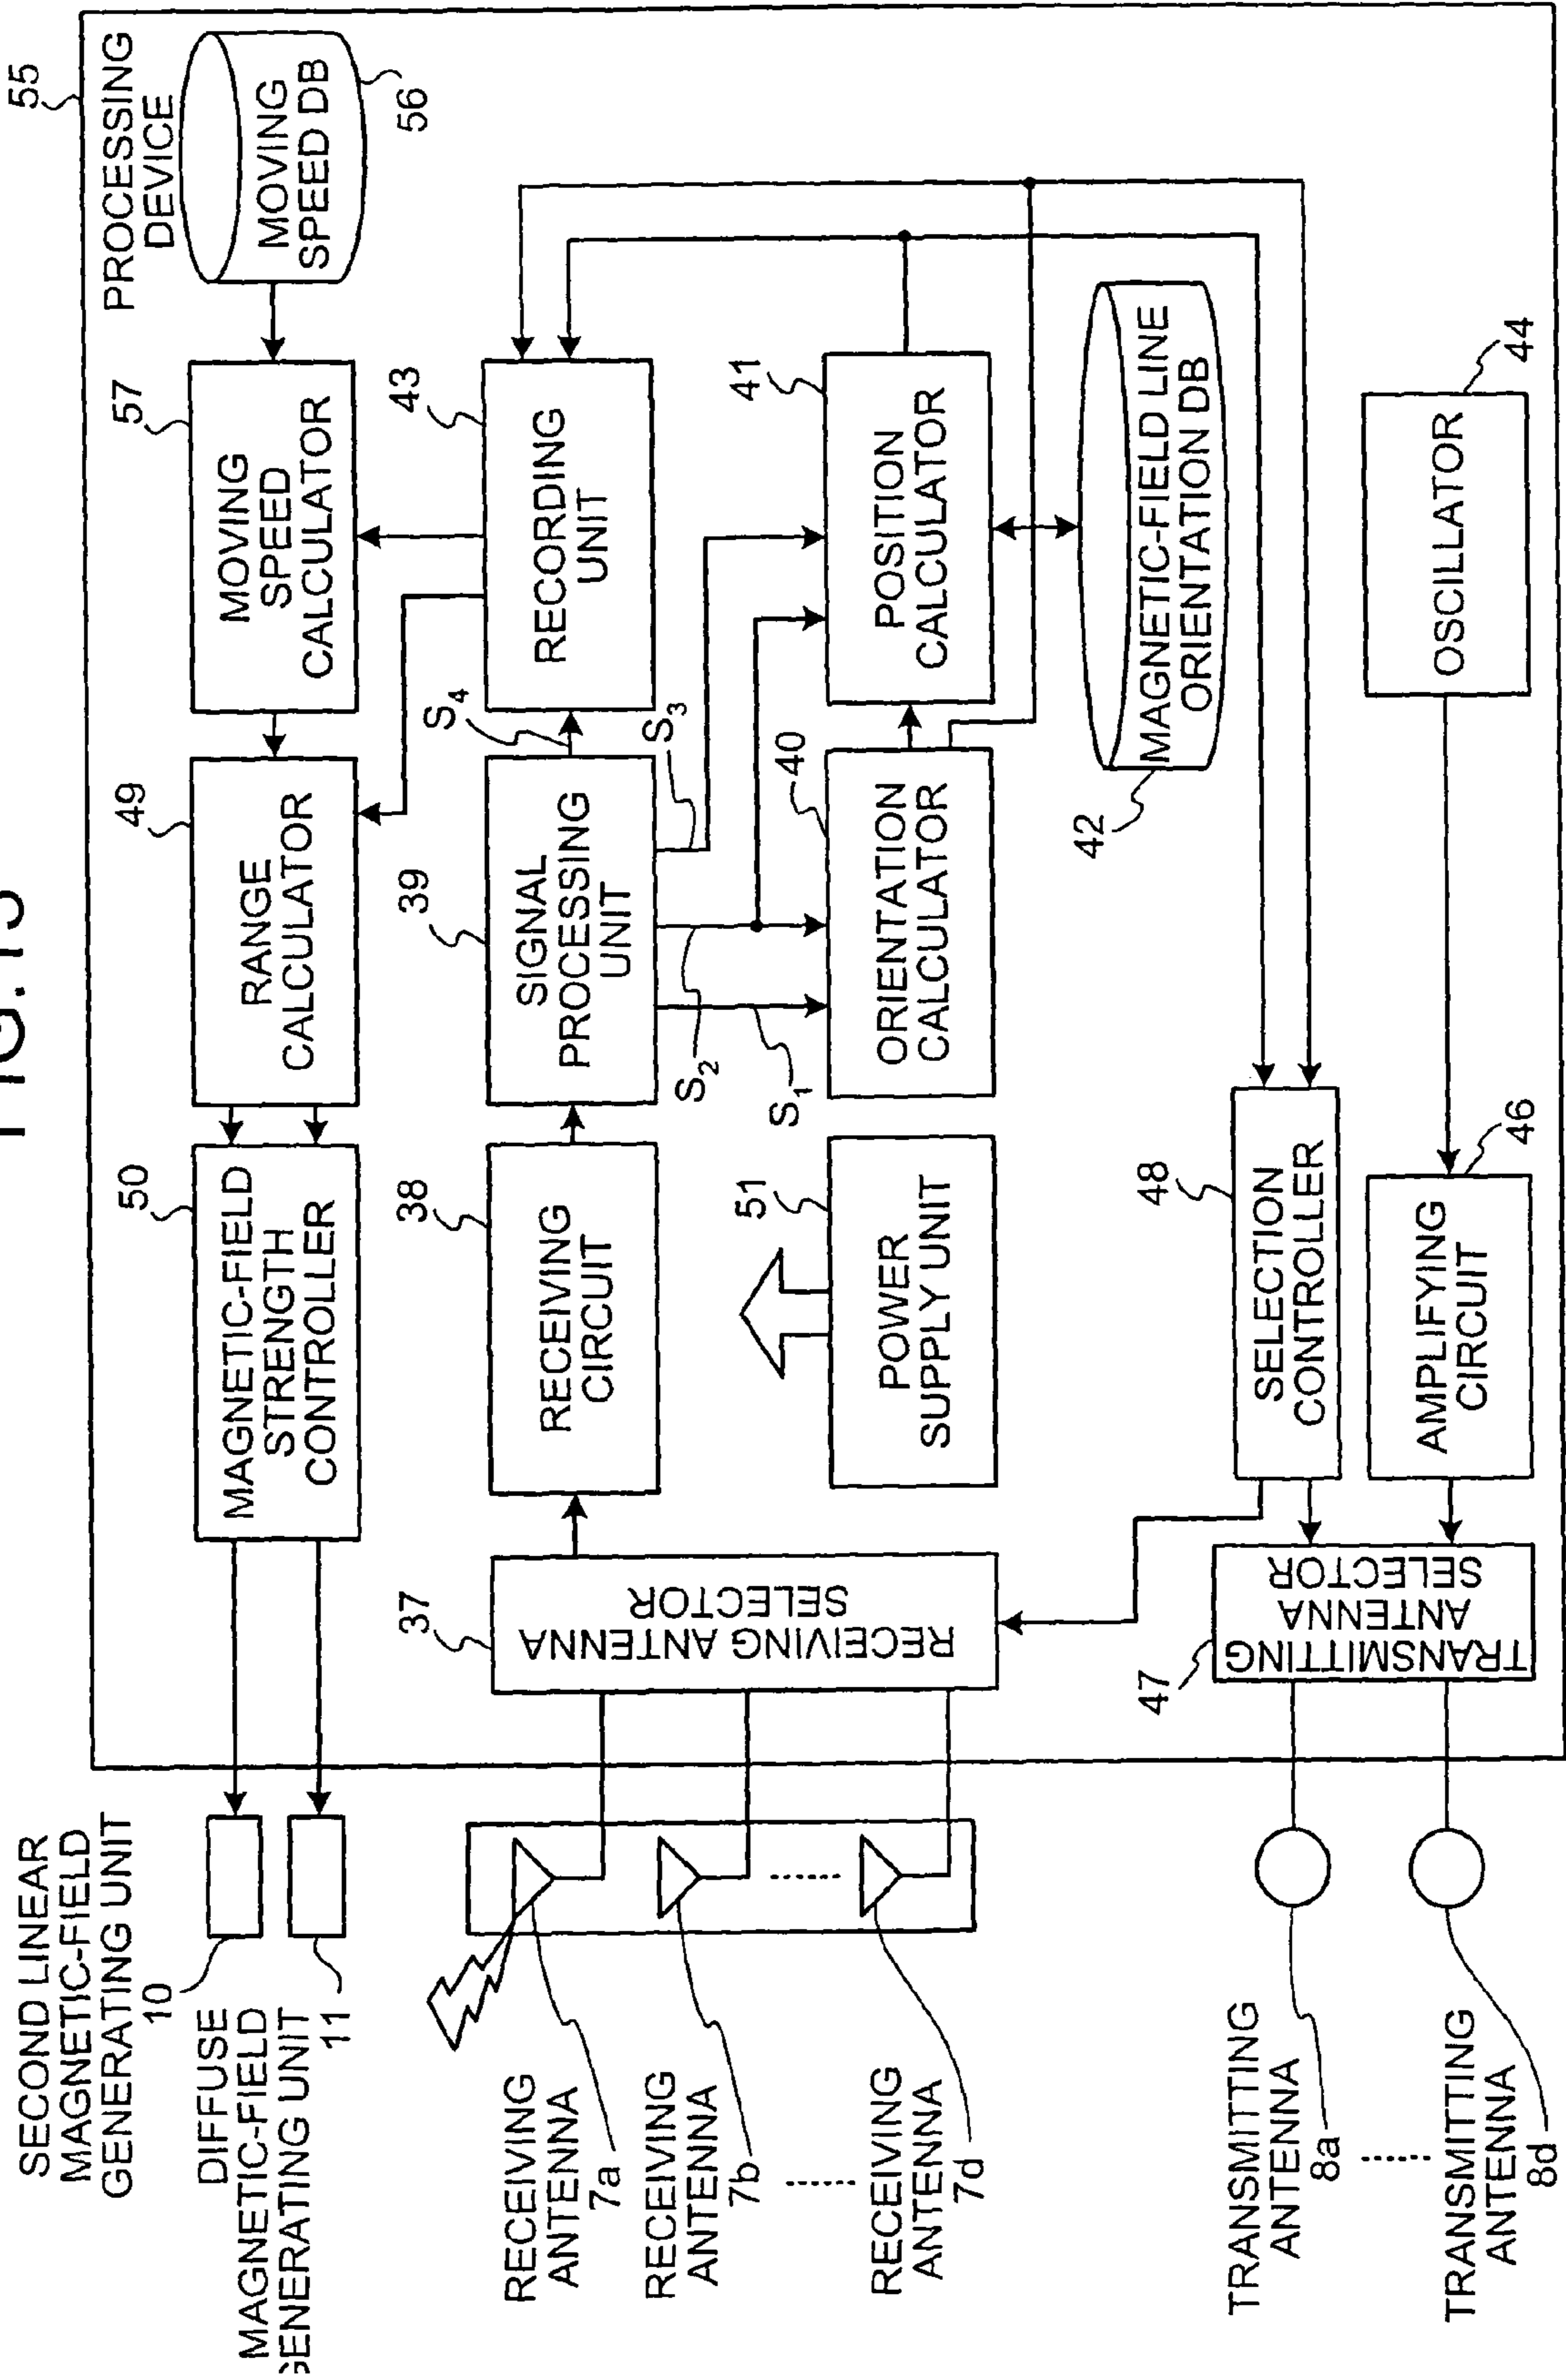 55
PROCESSING
DEVICE
SECOND LINEAR
MAGNETIC-FIELD
GENERATING UNIT
10
DIFFUSE
MAGNETIC-FIELD
GENERATING UNIT
11
50
MAGNETIC-FIELD
STRENGTH
CONTROLLER
49
RANGE
CALCULATOR
57
MOVING
SPEED
CALCULATOR
MOVING
SPEED DB
56
RECEIVING
ANTENNA
7a
RECEIVING
ANTENNA
7b
RECEIVING
ANTENNA
7d
37
RECEIVING ANTENNA
SELECTOR
38
RECEIVING
CIRCUIT
39
SIGNAL
PROCESSING
UNIT
S4
43
RECORDING
UNIT
S3
S2
S1
51
POWER
SUPPLY UNIT
40
ORIENTATION
CALCULATOR
41
POSITION
CALCULATOR
42
MAGNETIC-FIELD LINE
ORIENTATION DB
TRANSMITTING
ANTENNA
8a
TRANSMITTING
ANTENNA
8d
47
TRANSMITTING
ANTENNA
SELECTOR
48
SELECTION
CONTROLLER
46
AMPLIFYING
CIRCUIT
44
OSCILLATOR